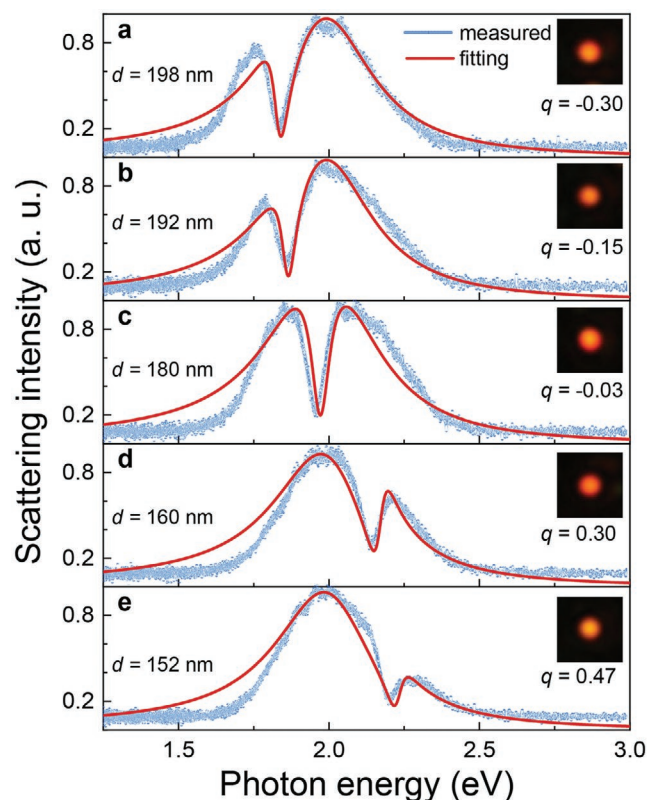 a
measured
fitting
d = 198 nm
q = -0.30
0.8
0.2
b
d = 192 nm
q = -0.15
0.8
0.2
c
d = 180 nm
q = -0.03
0.8
0.2
d
d = 160 nm
q = 0.30
0.8
0.2
e
d = 152 nm
q = 0.47
0.8
0.2
Scattering intensity (a. u.)
1.5 2.0 2.5 3.0
Photon energy (eV)